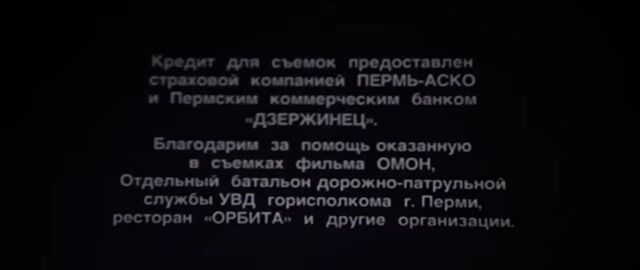 Кредит для съемок предоставлен
страховой компанией ПЕРМЬ-АСКО
и Пермским коммерческим банком
«ДЗЕРЖИНЕЦ».
Благодарим за помощь оказанную
в съемках фильма ОМОН,
Отдельный батальон дорожно-патрульной
службы УВД горисполкома г. Перми,
ресторан «ОРБИТА» и другие организации.